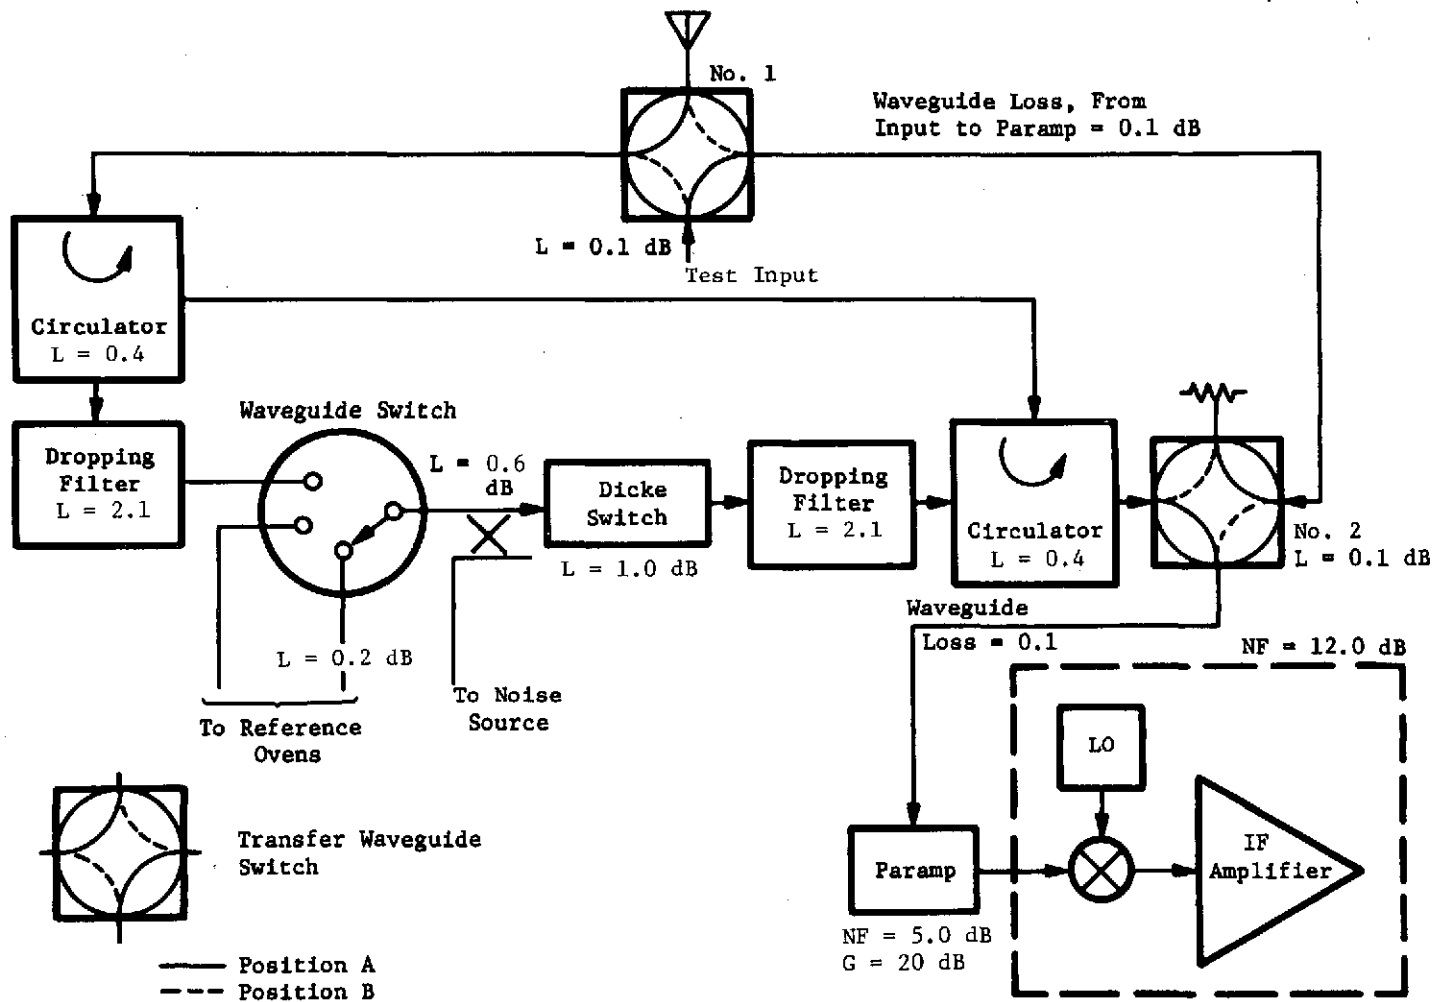 No. 1
Waveguide Loss, From
Input to Paramp = 0.1 dB
L = 0.1 dB
Test Input
Circulator
L = 0.4
Waveguide Switch
Dropping
Filter
L = 2.1
L = 0.6
dB
Dicke
Switch
L = 1.0 dB
Dropping
Filter
L = 2.1
Circulator
L = 0.4
No. 2
L = 0.1 dB
Waveguide
Loss = 0.1
NF = 12.0 dB
L = 0.2 dB
To Noise
Source
To Reference
Ovens
LO
IF
Amplifier
Paramp
NF = 5.0 dB
G = 20 dB
Transfer Waveguide
Switch
Position A
Position B